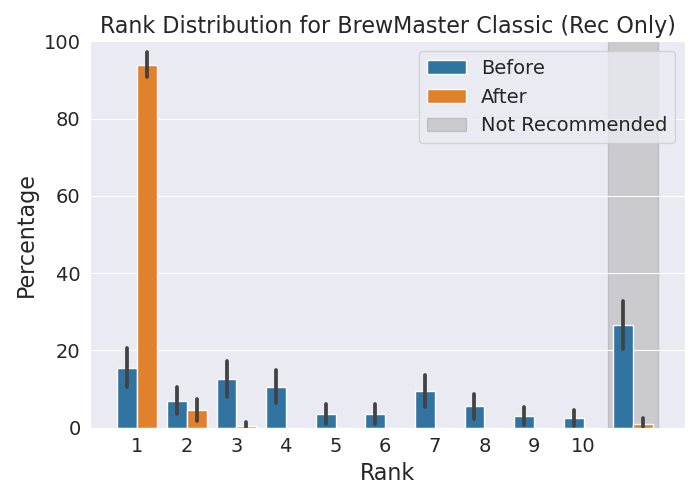 Rank Distribution for BrewMaster Classic (Rec Only)
Before
After
Not Recommended
Percentage
100
80
60
40
20
0
1 2 3 4 5 6 7 8 9 10
Rank